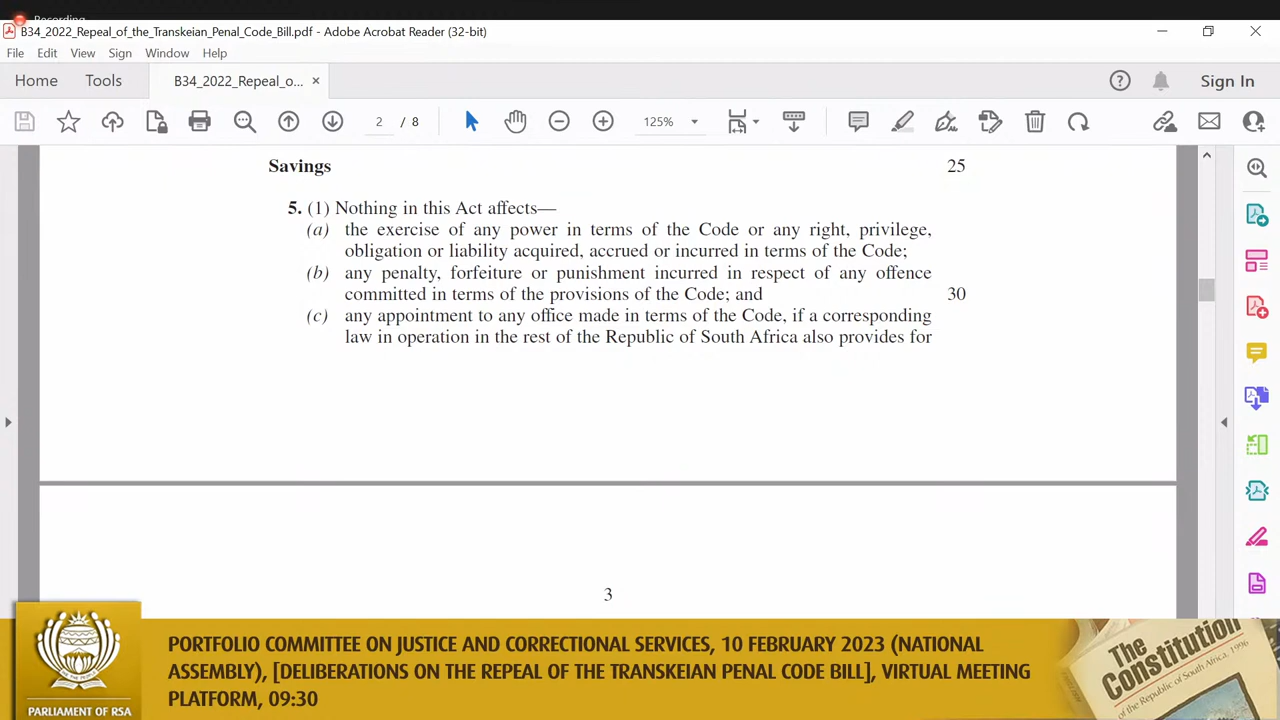 Recording
B34_2022_Repeal_of_the_Transkeian_Penal_Code_Bill.pdf - Adobe Acrobat Reader (32-bit)
File Edit View Sign Window Help
Home Tools B34_2022_Repeal_o... × Sign In
2 / 8 125%
Savings 25
5. (1) Nothing in this Act affects—
(a) the exercise of any power in terms of the Code or any right, privilege,
obligation or liability acquired, accrued or incurred in terms of the Code;
(b) any penalty, forfeiture or punishment incurred in respect of any offence
committed in terms of the provisions of the Code; and 30
(c) any appointment to any office made in terms of the Code, if a corresponding
law in operation in the rest of the Republic of South Africa also provides for
3
PORTFOLIO COMMITTEE ON JUSTICE AND CORRECTIONAL SERVICES, 10 FEBRUARY 2023 (NATIONAL
ASSEMBLY), [DELIBERATIONS ON THE REPEAL OF THE TRANSKEIAN PENAL CODE BILL], VIRTUAL MEETING
PLATFORM, 09:30
PARLIAMENT OF RSA
The
Constitution
of the Republic of South Africa, 1996